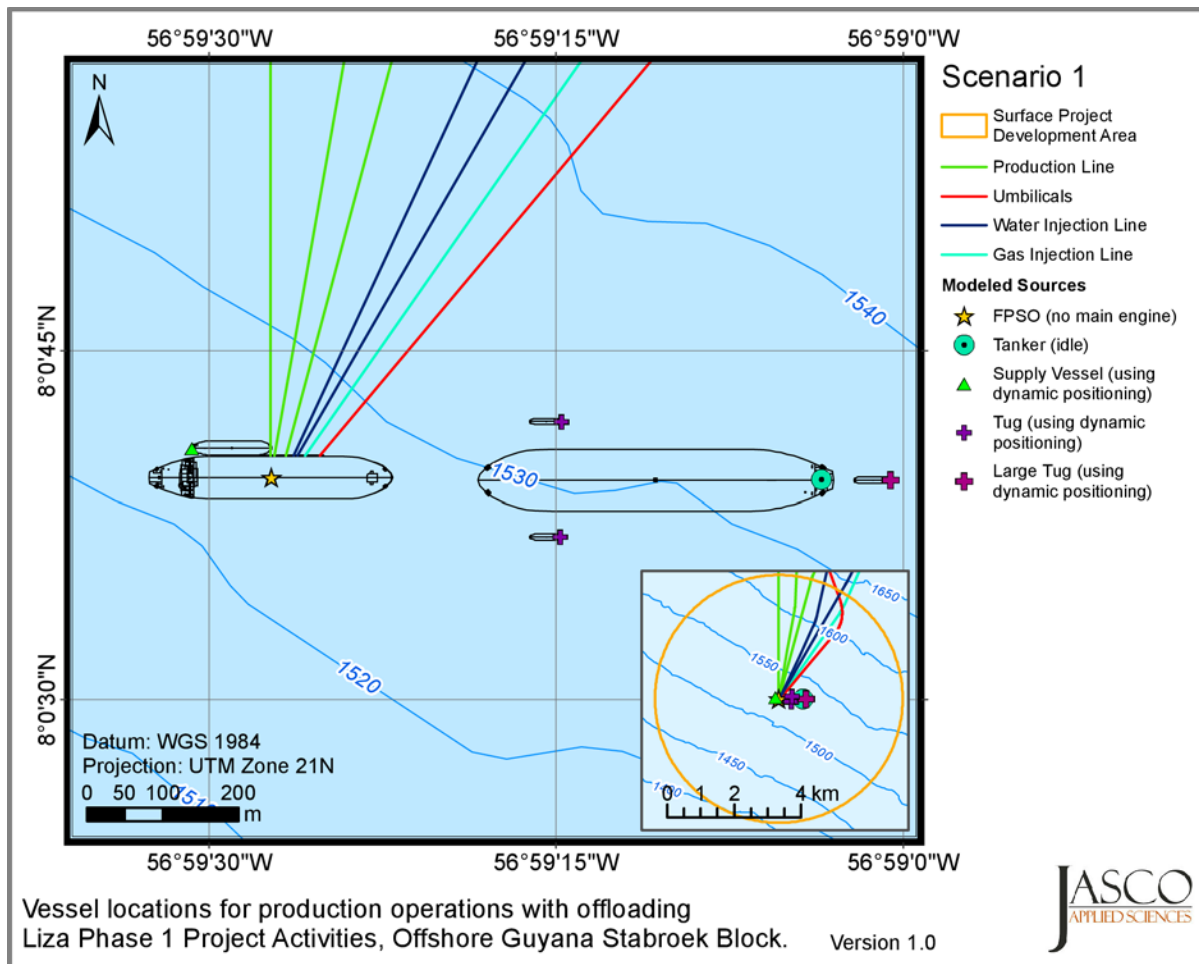 56°59'30"W
56°59'15"W
56°59'0"W
N
8°0'45"N
8°0'30"N
1540
1530
1520
1510
Datum: WGS 1984
Projection: UTM Zone 21N
0 50 100 200
m
1650
1600
1550
1500
1450
1400
0 1 2 4 km
56°59'30"W
56°59'15"W
56°59'0"W
Scenario 1
Surface Project
Development Area
Production Line
Umbilicals
Water Injection Line
Gas Injection Line
Modeled Sources
FPSO (no main engine)
Tanker (idle)
Supply Vessel (using
dynamic positioning)
Tug (using dynamic
positioning)
Large Tug (using
dynamic positioning)
Vessel locations for production operations with offloading
Liza Phase 1 Project Activities, Offshore Guyana Stabroek Block.
Version 1.0
JASCO
APPLIED SCIENCES